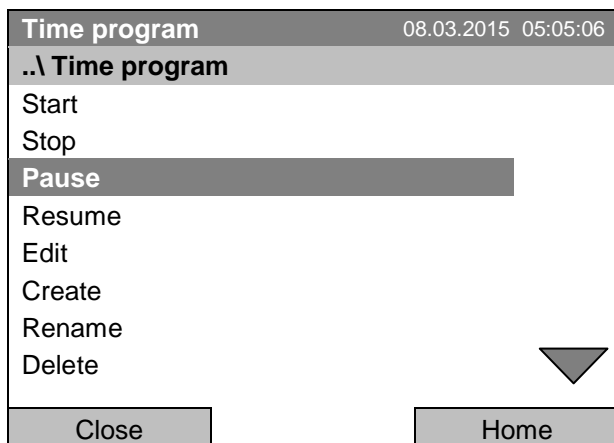 Time program 08.03.2015 05:05:06
..\ Time program
Start
Stop
Pause
Resume
Edit
Create
Rename
Delete
Close Home